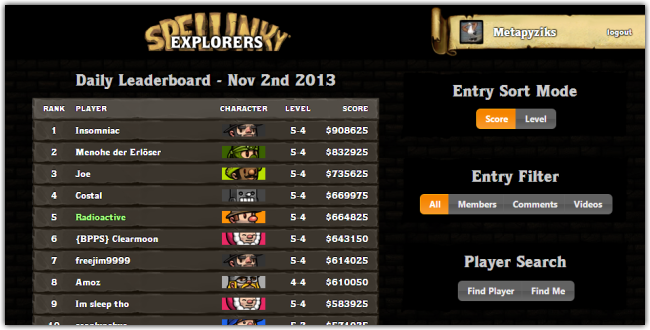 SPELUNKY
EXPLORERS
Metapyziks
logout
Daily Leaderboard - Nov 2nd 2013
RANK PLAYER CHARACTER LEVEL SCORE
1 Insomniac 5-4 $908625
2 Menohe der Erlöser 5-4 $832925
3 Joe 5-4 $735625
4 Costal 5-4 $669975
5 Radioactive 5-4 $664825
6 {BPPS} Clearmoon 5-4 $643150
7 freejim9999 5-4 $614025
8 Amoz 4-4 $610050
9 Im sleep tho 5-4 $583925
Entry Sort Mode
Score Level
Entry Filter
All Members Comments Videos
Player Search
Find Player Find Me